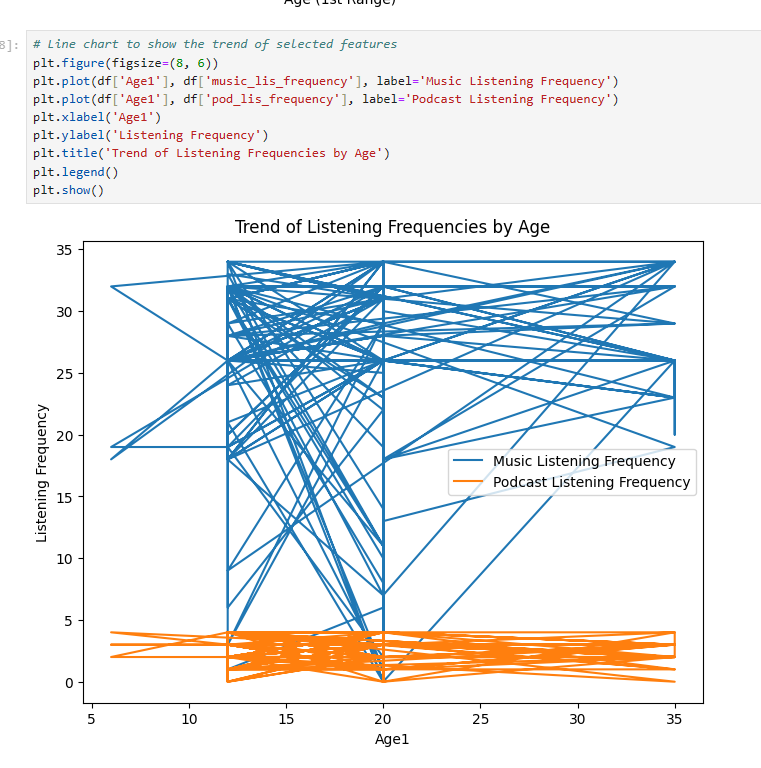 Age (1st Range)
8]:
# Line chart to show the trend of selected features
plt.figure(figsize=(8, 6))
plt.plot(df['Age1'], df['music_lis_frequency'], label='Music Listening Frequency')
plt.plot(df['Age1'], df['pod_lis_frequency'], label='Podcast Listening Frequency')
plt.xlabel('Age1')
plt.ylabel('Listening Frequency')
plt.title('Trend of Listening Frequencies by Age')
plt.legend()
plt.show()
Trend of Listening Frequencies by Age
35
30
25
20
15
10
5
0
Listening Frequency
Music Listening Frequency
Podcast Listening Frequency
5 10 15 20 25 30 35
Age1